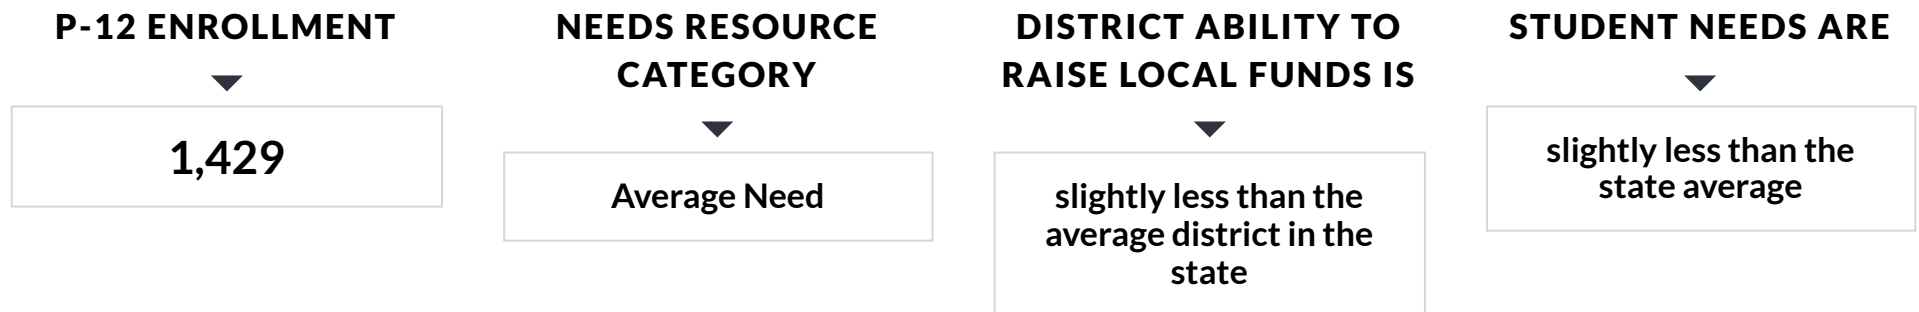 P-12 ENROLLMENT
1,429
NEEDS RESOURCE
CATEGORY
Average Need
DISTRICT ABILITY TO
RAISE LOCAL FUNDS IS
slightly less than the
average district in the
state
STUDENT NEEDS ARE
slightly less than the
state average